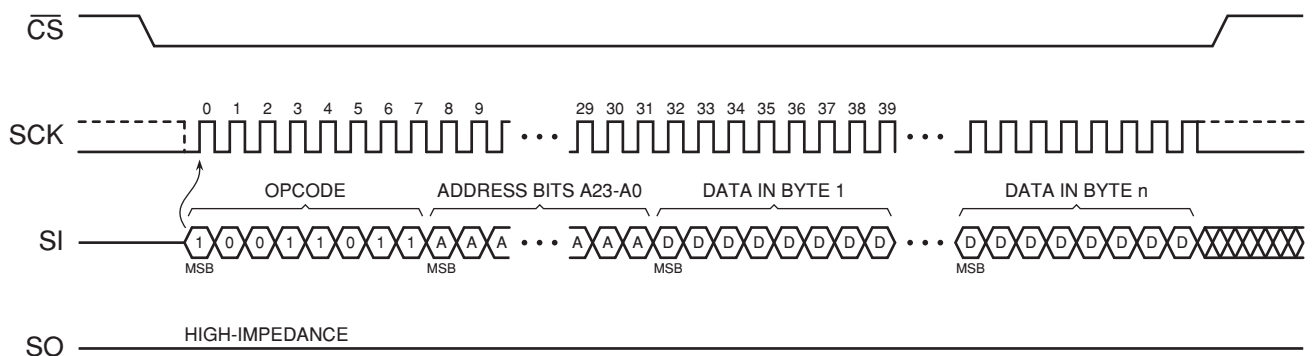 CS
0 1 2 3 4 5 6 7 8 9 29 30 31 32 33 34 35 36 37 38 39
SCK
OPCODE ADDRESS BITS A23-A0 DATA IN BYTE 1 DATA IN BYTE n
SI 1 0 0 1 1 0 1 1 A A A A A A D D D D D D D D D D D D D D D D
MSB MSB MSB MSB
HIGH-IMPEDANCE
SO